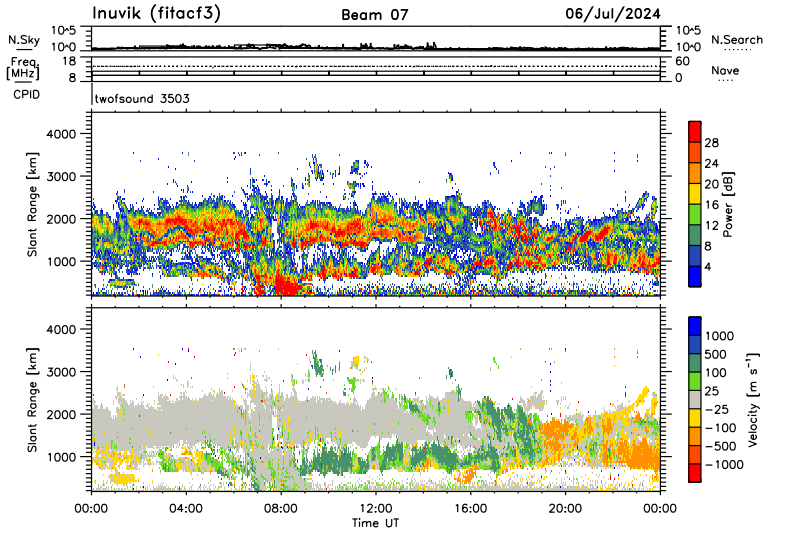 Inuvik (fitacf3) Beam 07 06/Jul/2024
N.Sky 10^5 10^0 10^5 10^0 N.Search
Freq. [MHz] 18 8 60 0 Nave
CPID twofsound 3503
Slant Range [km] 4000 3000 2000 1000
28 24 20 16 12 8 4 Power [dB]
Slant Range [km] 4000 3000 2000 1000
1000 500 100 25 -25 -100 -500 -1000 Velocity [m s^-1]
00:00 04:00 08:00 12:00 16:00 20:00 00:00
Time UT